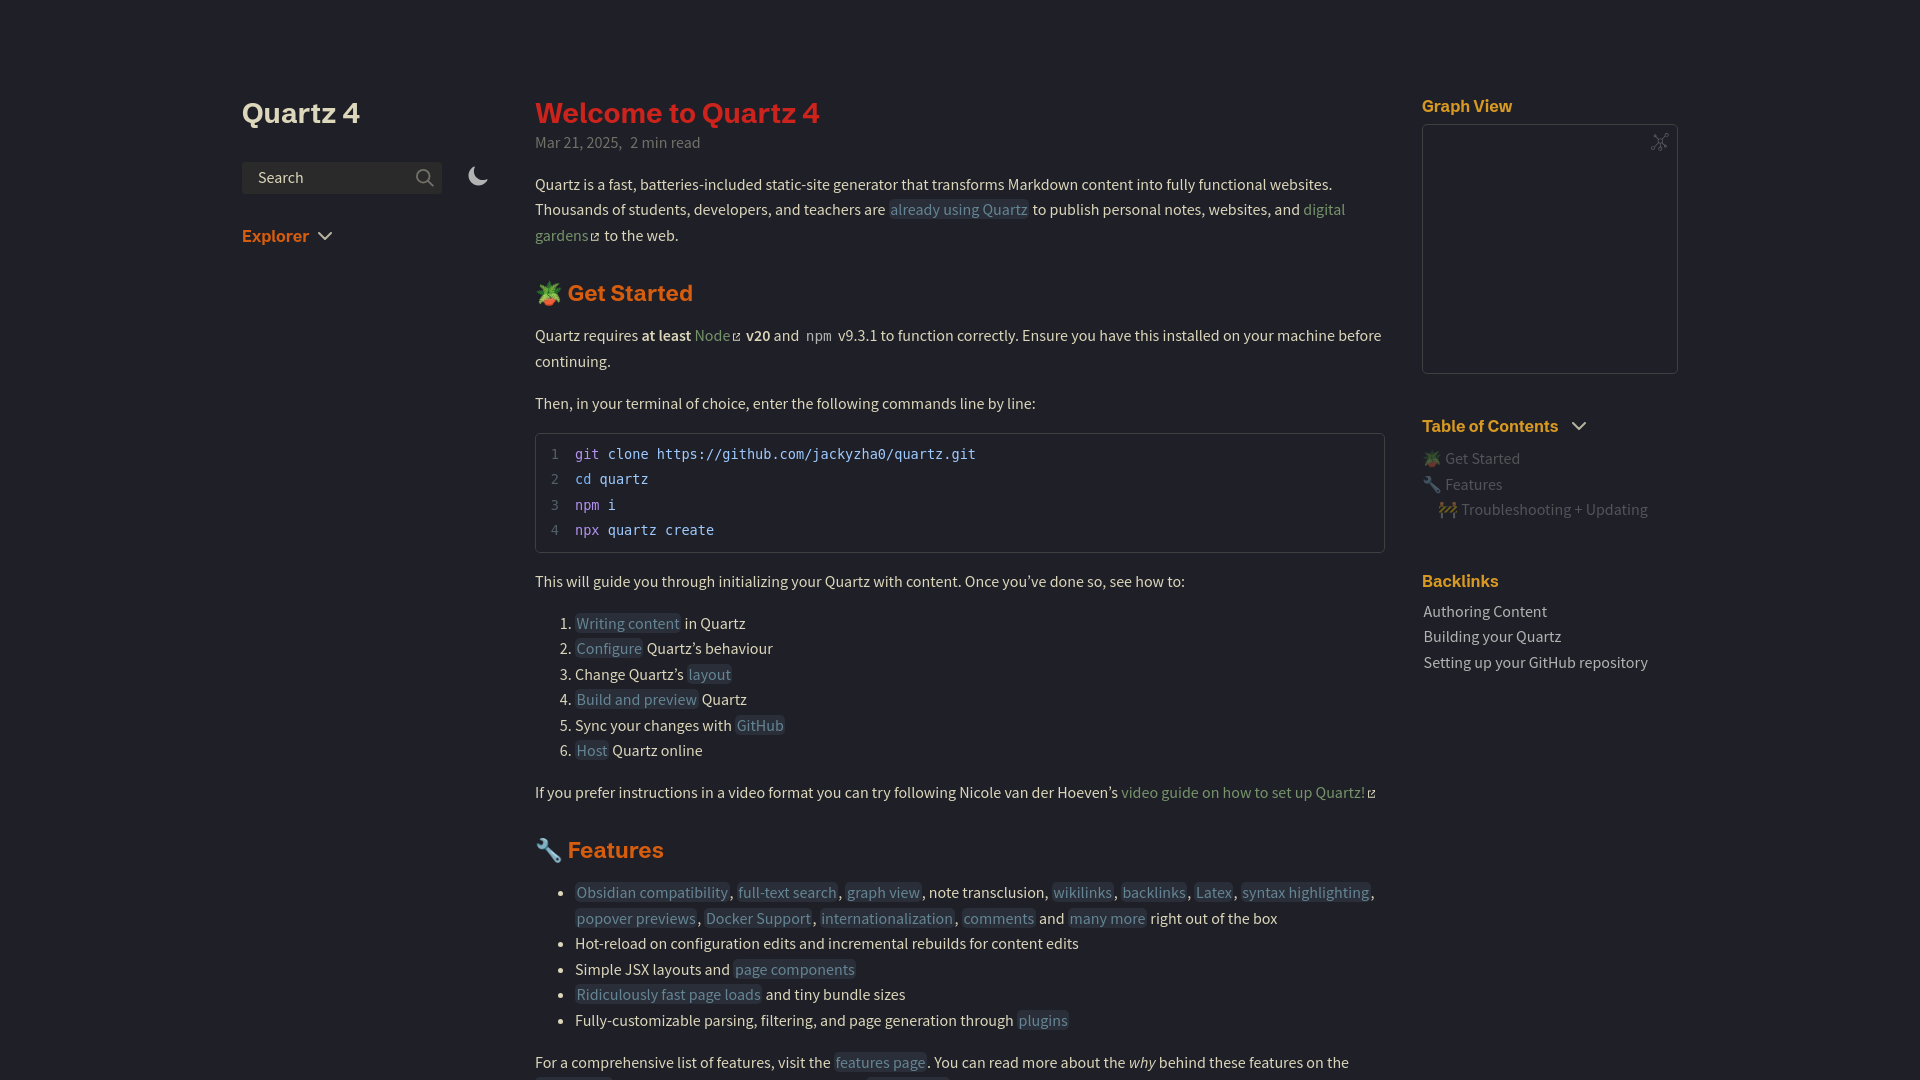 Quartz 4
Search
Explorer
Welcome to Quartz 4
Mar 21, 2025, 2 min read
Quartz is a fast, batteries-included static-site generator that transforms Markdown content into fully functional websites.
Thousands of students, developers, and teachers are already using Quartz to publish personal notes, websites, and digital
gardens to the web.
🪴 Get Started
Quartz requires at least Node v20 and npm v9.3.1 to function correctly. Ensure you have this installed on your machine before
continuing.
Then, in your terminal of choice, enter the following commands line by line:
1 git clone https://github.com/jackyzha0/quartz.git
2 cd quartz
3 npm i
4 npx quartz create
This will guide you through initializing your Quartz with content. Once you’ve done so, see how to:
1. Writing content in Quartz
2. Configure Quartz’s behaviour
3. Change Quartz’s layout
4. Build and preview Quartz
5. Sync your changes with GitHub
6. Host Quartz online
If you prefer instructions in a video format you can try following Nicole van der Hoeven’s video guide on how to set up Quartz!
🔧 Features
• Obsidian compatibility, full-text search, graph view, note transclusion, wikilinks, backlinks, Latex, syntax highlighting,
popover previews, Docker Support, internationalization, comments and many more right out of the box
• Hot-reload on configuration edits and incremental rebuilds for content edits
• Simple JSX layouts and page components
• Ridiculously fast page loads and tiny bundle sizes
• Fully-customizable parsing, filtering, and page generation through plugins
For a comprehensive list of features, visit the features page. You can read more about the why behind these features on the
Graph View
Table of Contents
🪴 Get Started
🔧 Features
🚧 Troubleshooting + Updating
Backlinks
Authoring Content
Building your Quartz
Setting up your GitHub repository